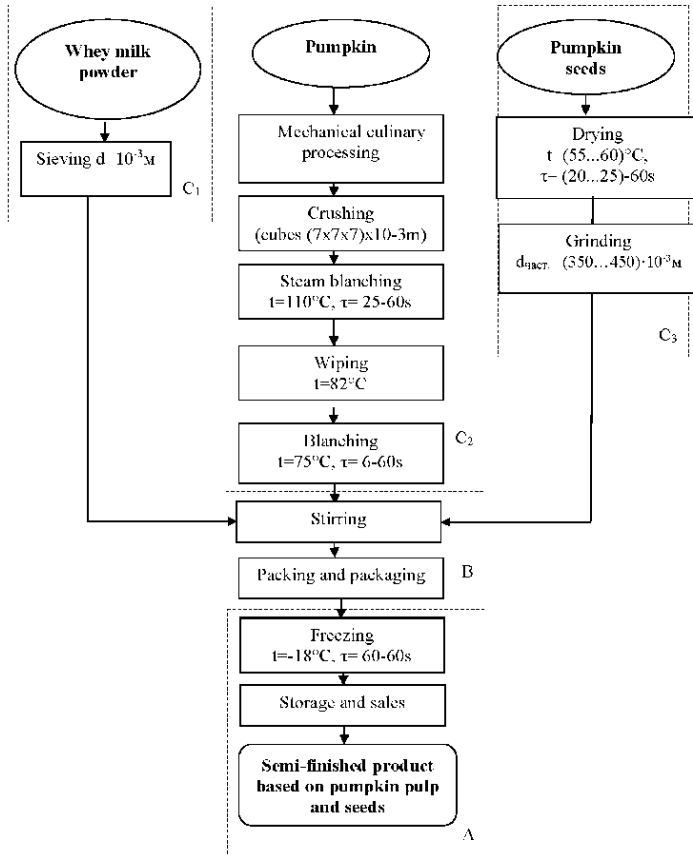 Whey milk
powder
Sieving d 10⁻³м
C₁
Pumpkin
Mechanical culinary
processing
Crushing
(cubes (7x7x7)x10-3m)
Steam blanching
t=110°C, τ= 25-60s
Wiping
t=82°C
Blanching
t=75°C, τ= 6-60s
C₂
Pumpkin
seeds
Drying
t (55...60)°C,
τ= (20...25)-60s
Grinding
dчаст. (350...450)·10⁻³м
C₃
Stirring
Packing and packaging
B
Freezing
t=-18°C, τ= 60-60s
Storage and sales
Semi-finished product
based on pumpkin pulp
and seeds
A